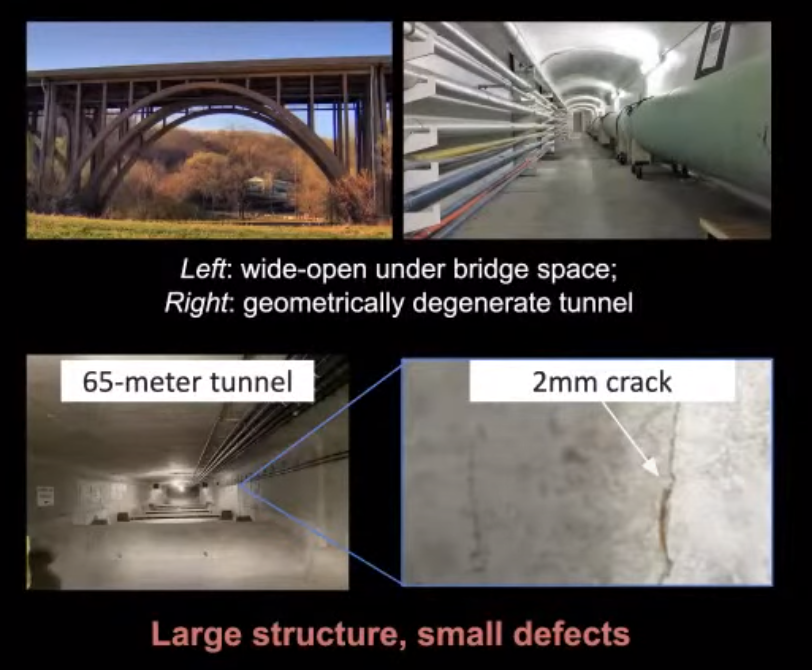 Left: wide-open under bridge space;
Right: geometrically degenerate tunnel
65-meter tunnel
2mm crack
Large structure, small defects